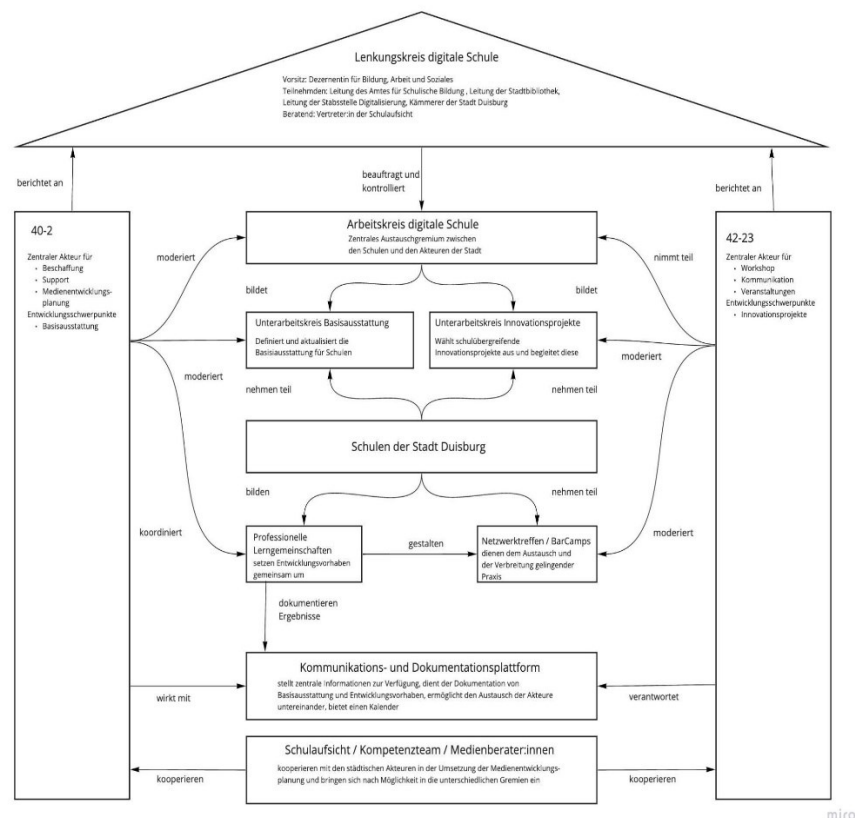 Lenkungskreis digitale Schule
Vorsitz: Dezernentin für Bildung, Arbeit und Soziales
Teilnehmden: Leitung des Amtes für Schulische Bildung , Leitung der Stadtbibliothek,
Leitung der Stabsstelle Digitalisierung, Kämmerer der Stadt Duisburg
Beratend: Vertreter:in der Schulaufsicht
berichtet an
beauftragt und
kontrolliert
berichtet an
40-2
Zentraler Akteur für
• Beschaffung
• Support
• Medienentwicklungs-
planung
Entwicklungsschwerpunkte
• Basisausstattung
moderiert
Arbeitskreis digitale Schule
Zentrales Austauschgremium zwischen
den Schulen und den Akteuren der Stadt
nimmt teil
42-23
Zentraler Akteur für
• Workshop
• Kommunikation
• Veranstaltungen
Entwicklungsschwerpunkte
• Innovationsprojekte
bildet
bildet
Unterarbeitskreis Basisausstattung
Definiert und aktualisiert die
Basisiausstattung für Schulen
Unterarbeitskreis Innovationsprojekte
Wählt schulübergreifende
Innovationsprojekte aus und begleitet diese
moderiert
moderiert
nehmen teil
nehmen teil
Schulen der Stadt Duisburg
bilden
nehmen teil
koordiniert
Professionelle
Lerngemeinschaften
setzen Entwicklungsvorhaben
gemeinsam um
gestalten
Netzwerktreffen / BarCamps
dienen dem Austausch und
der Verbreitung gelingender
Praxis
moderiert
dokumentieren
Ergebnisse
Kommunikations- und Dokumentationsplattform
stellt zentrale Informationen zur Verfügung, dient der Dokumentation von
Basisausstattung und Entwicklungsvorhaben, ermöglicht den Austausch der Akteure
untereinander, bietet einen Kalender
wirkt mit
verantwortet
Schulaufsicht / Kompetenzteam / Medienberater:innen
kooperieren mit den städtischen Akteuren in der Umsetzung der Medienentwicklungs-
planung und bringen sich nach Möglichkeit in die unterschiedlichen Gremien ein
kooperieren
kooperieren
miro